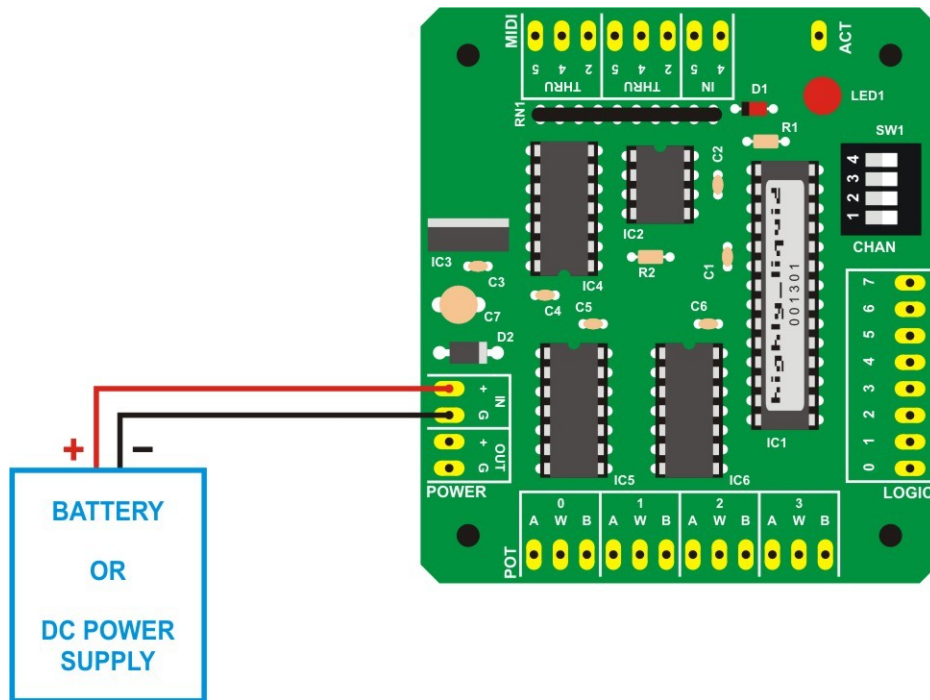 MIDI
5 4 2 5 4 2 5 4
THRU THRU IN
ACT
D1
LED1
RN1
R1
SW1
C2
4
3
2
1
CHAN
IC2
IC3
C3
IC4
R2
C1
highly_liquid
001301
C7
C4
C5
C6
D2
7
6
5
4
3
2
1
0
LOGIC
+
G
IN
+
G
OUT
POWER
IC1
IC5
IC6
+ −
BATTERY
OR
DC POWER
SUPPLY
0 1 2 3
A W B A W B A W B A W B
POT